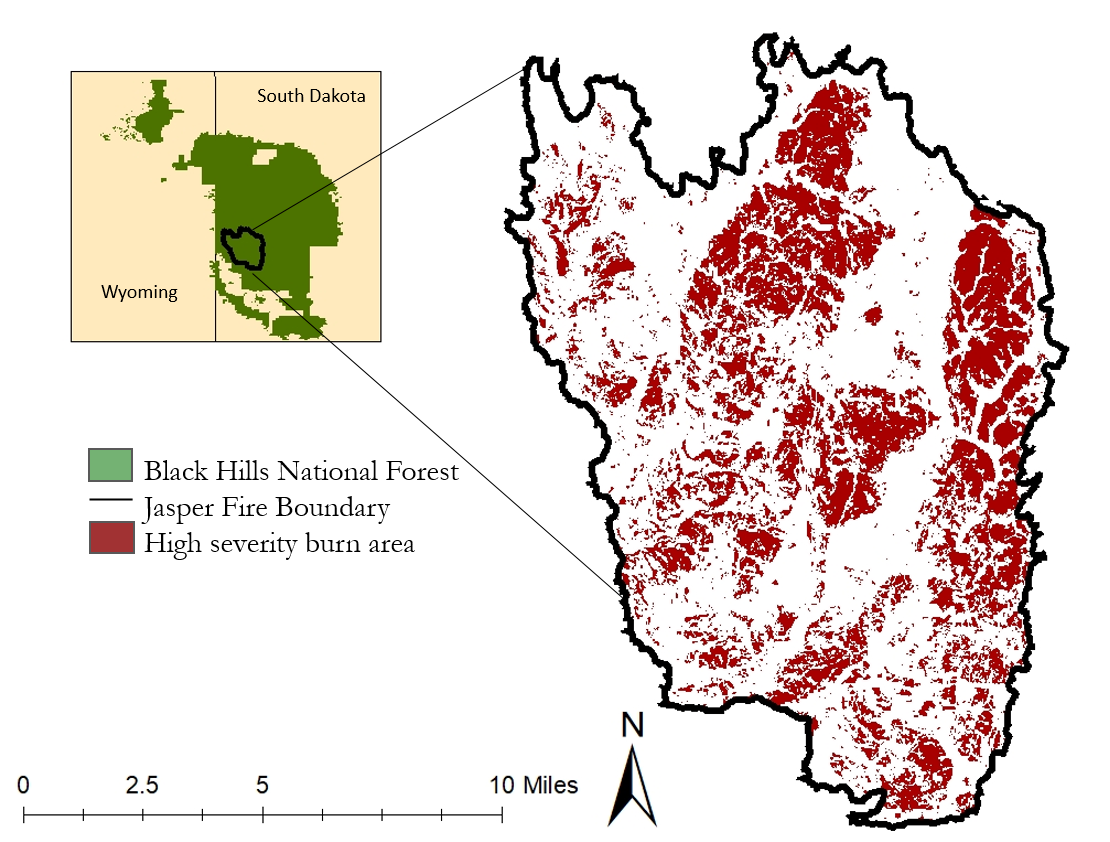 South Dakota
Wyoming
Black Hills National Forest
Jasper Fire Boundary
High severity burn area
N
0 2.5 5 10 Miles